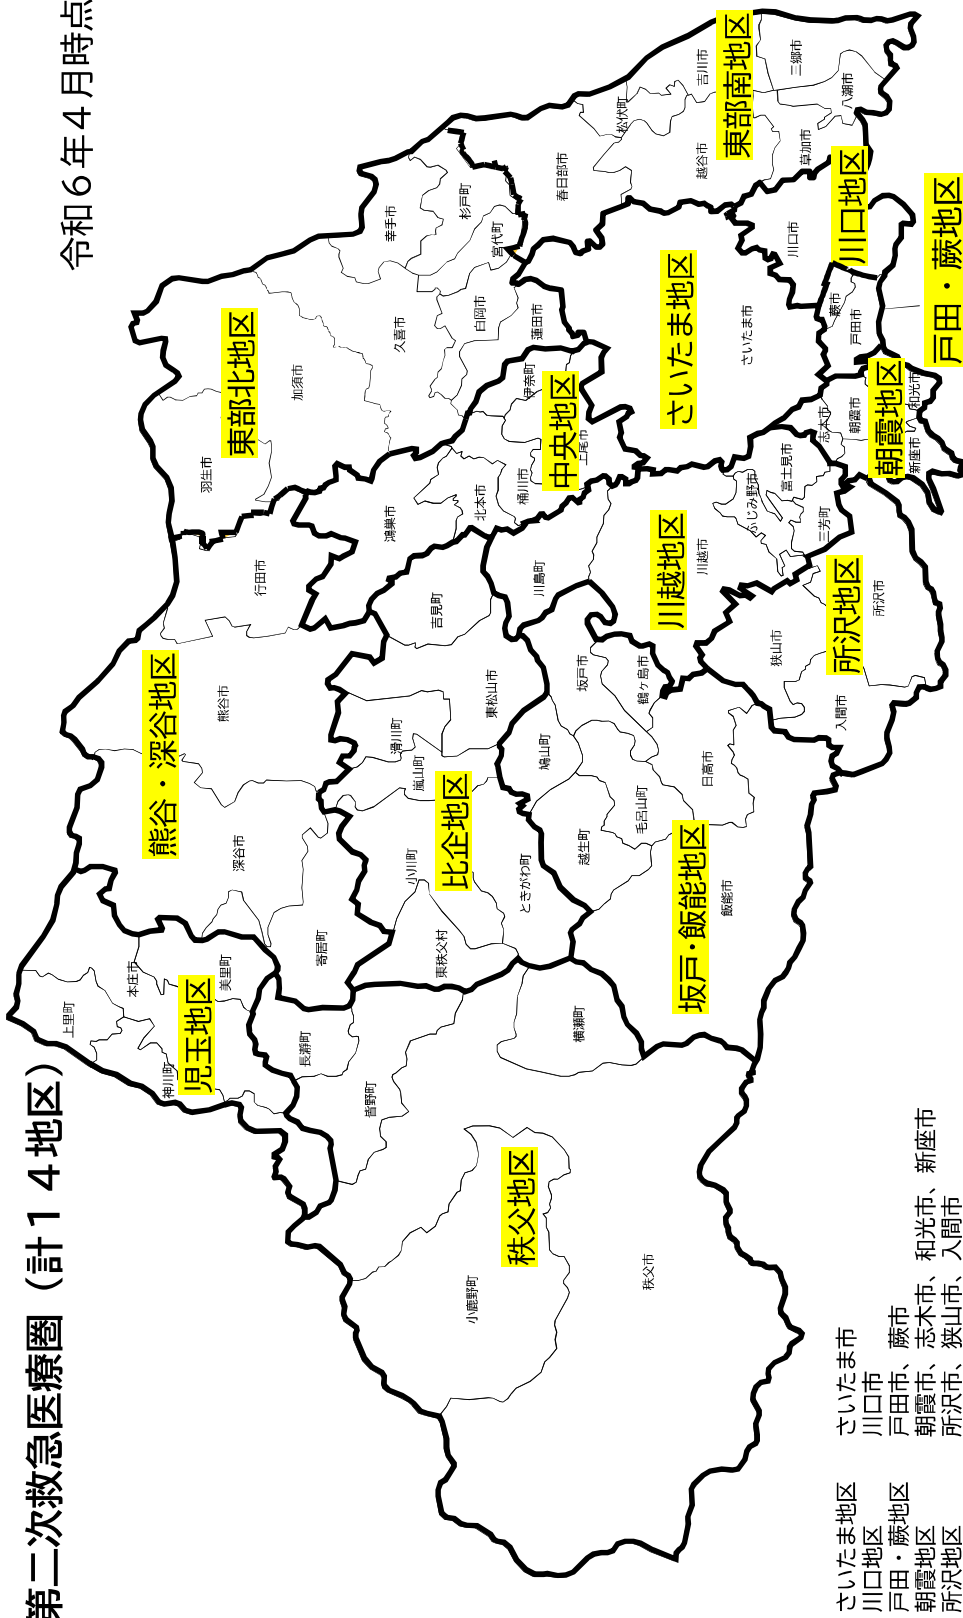 第二次救急医療圏（計１４地区）
令和６年４月時点
上里町
本庄市
神川町
美里町
児玉地区
熊谷・深谷地区
深谷市
熊谷市
寄居町
行田市
羽生市
東部北地区
加須市
久喜市
幸手市
杉戸町
宮代町
白岡市
蓮田市
長瀞町
皆野町
小鹿野町
秩父地区
秩父市
横瀬町
東秩父村
小川町
比企地区
嵐山町
滑川町
ときがわ町
東松山市
吉見町
川島町
鴻巣市
北本市
桶川市
中央地区
伊奈町
上尾市
さいたま地区
さいたま市
春日部市
松伏町
越谷市
吉川市
東部南地区
三郷市
八潮市
草加市
川口地区
川口市
戸田・蕨地区
蕨市
戸田市
朝霞地区
朝霞市
志木市
和光市
新座市
川越地区
川越市
ふじみ野市
富士見市
三芳町
所沢地区
所沢市
狭山市
入間市
坂戸・飯能地区
坂戸市
鶴ヶ島市
鳩山町
毛呂山町
越生町
日高市
飯能市
さいたま地区　さいたま市
川口地区　川口市
戸田・蕨地区　戸田市、蕨市
朝霞地区　朝霞市、志木市、和光市、新座市
所沢地区　所沢市、狭山市、入間市